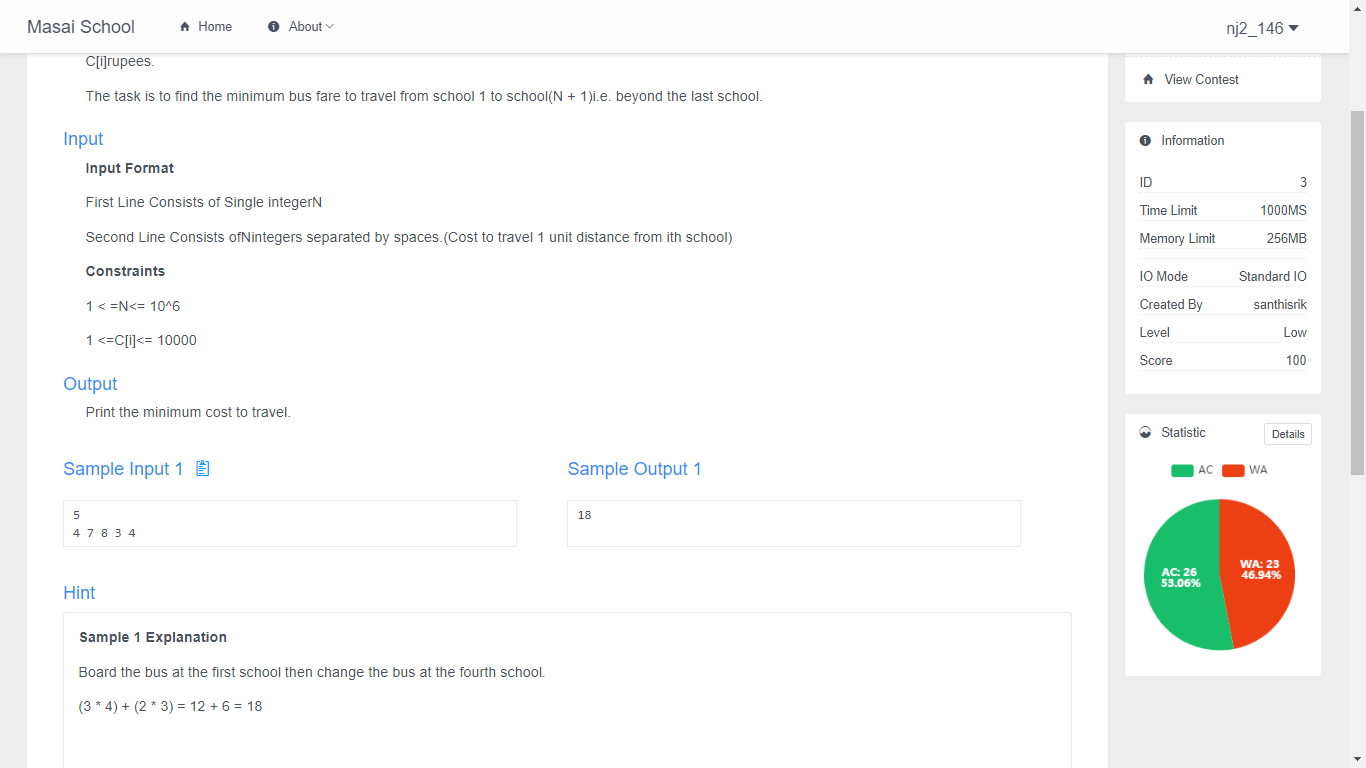 Masai School
Home
About
nj2_146
C[i]rupees.
The task is to find the minimum bus fare to travel from school 1 to school(N + 1)i.e. beyond the last school.
Input
Input Format
First Line Consists of Single integerN
Second Line Consists ofNintegers separated by spaces.(Cost to travel 1 unit distance from ith school)
Constraints
1 < =N<= 10^6
1 <=C[i]<= 10000
Output
Print the minimum cost to travel.
Sample Input 1
5
4 7 8 3 4
Sample Output 1
18
Hint
Sample 1 Explanation
Board the bus at the first school then change the bus at the fourth school.
(3 * 4) + (2 * 3) = 12 + 6 = 18
View Contest
Information
ID 3
Time Limit 1000MS
Memory Limit 256MB
IO Mode Standard IO
Created By santhisrik
Level Low
Score 100
Statistic
Details
AC WA
WA: 23
46.94%
AC: 26
53.06%